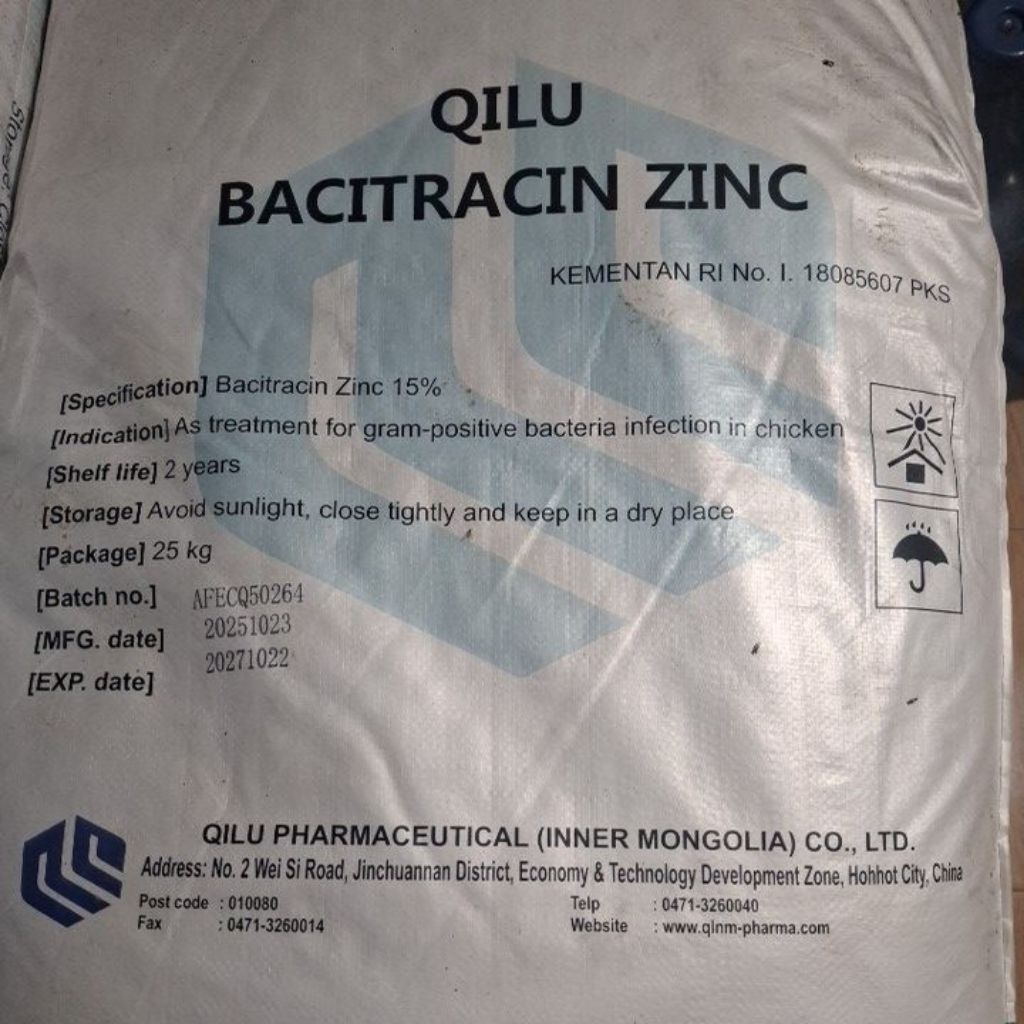 QILU
BACITRACIN ZINC
KEMENTAN RI No. I. 18085607 PKS
[Specification] Bacitracin Zinc 15%
[Indication] As treatment for gram-positive bacteria infection in chicken
[Shelf life] 2 years
[Storage] Avoid sunlight, close tightly and keep in a dry place
[Package] 25 kg
[Batch no.] AFECQ50264
[MFG. date] 20251023
[EXP. date] 20271022
QILU PHARMACEUTICAL (INNER MONGOLIA) CO., LTD.
Address: No. 2 Wei Si Road, Jinchuannan District, Economy & Technology Development Zone, Hohhot City, China
Post code : 010080 Telp : 0471-3260040
Fax : 0471-3260014 Website : www.qlnm-pharma.com
Storage